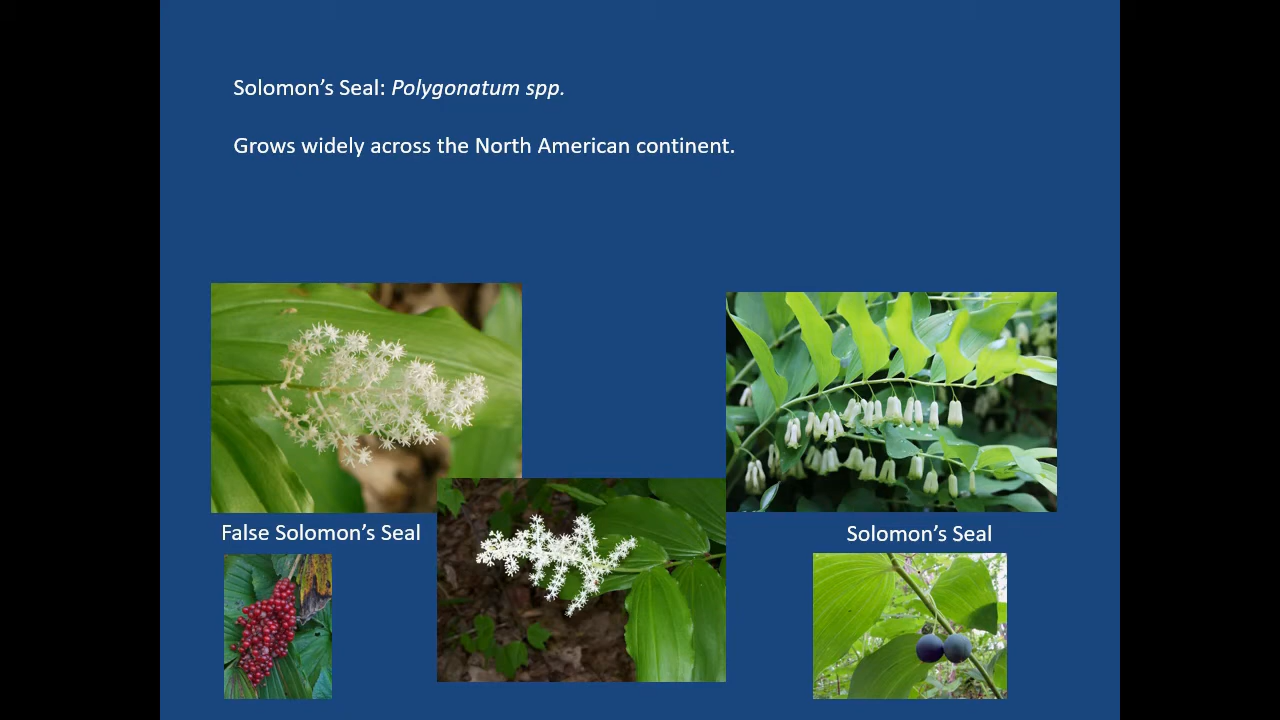 Solomon’s Seal: Polygonatum spp.
Grows widely across the North American continent.
False Solomon’s Seal
Solomon’s Seal